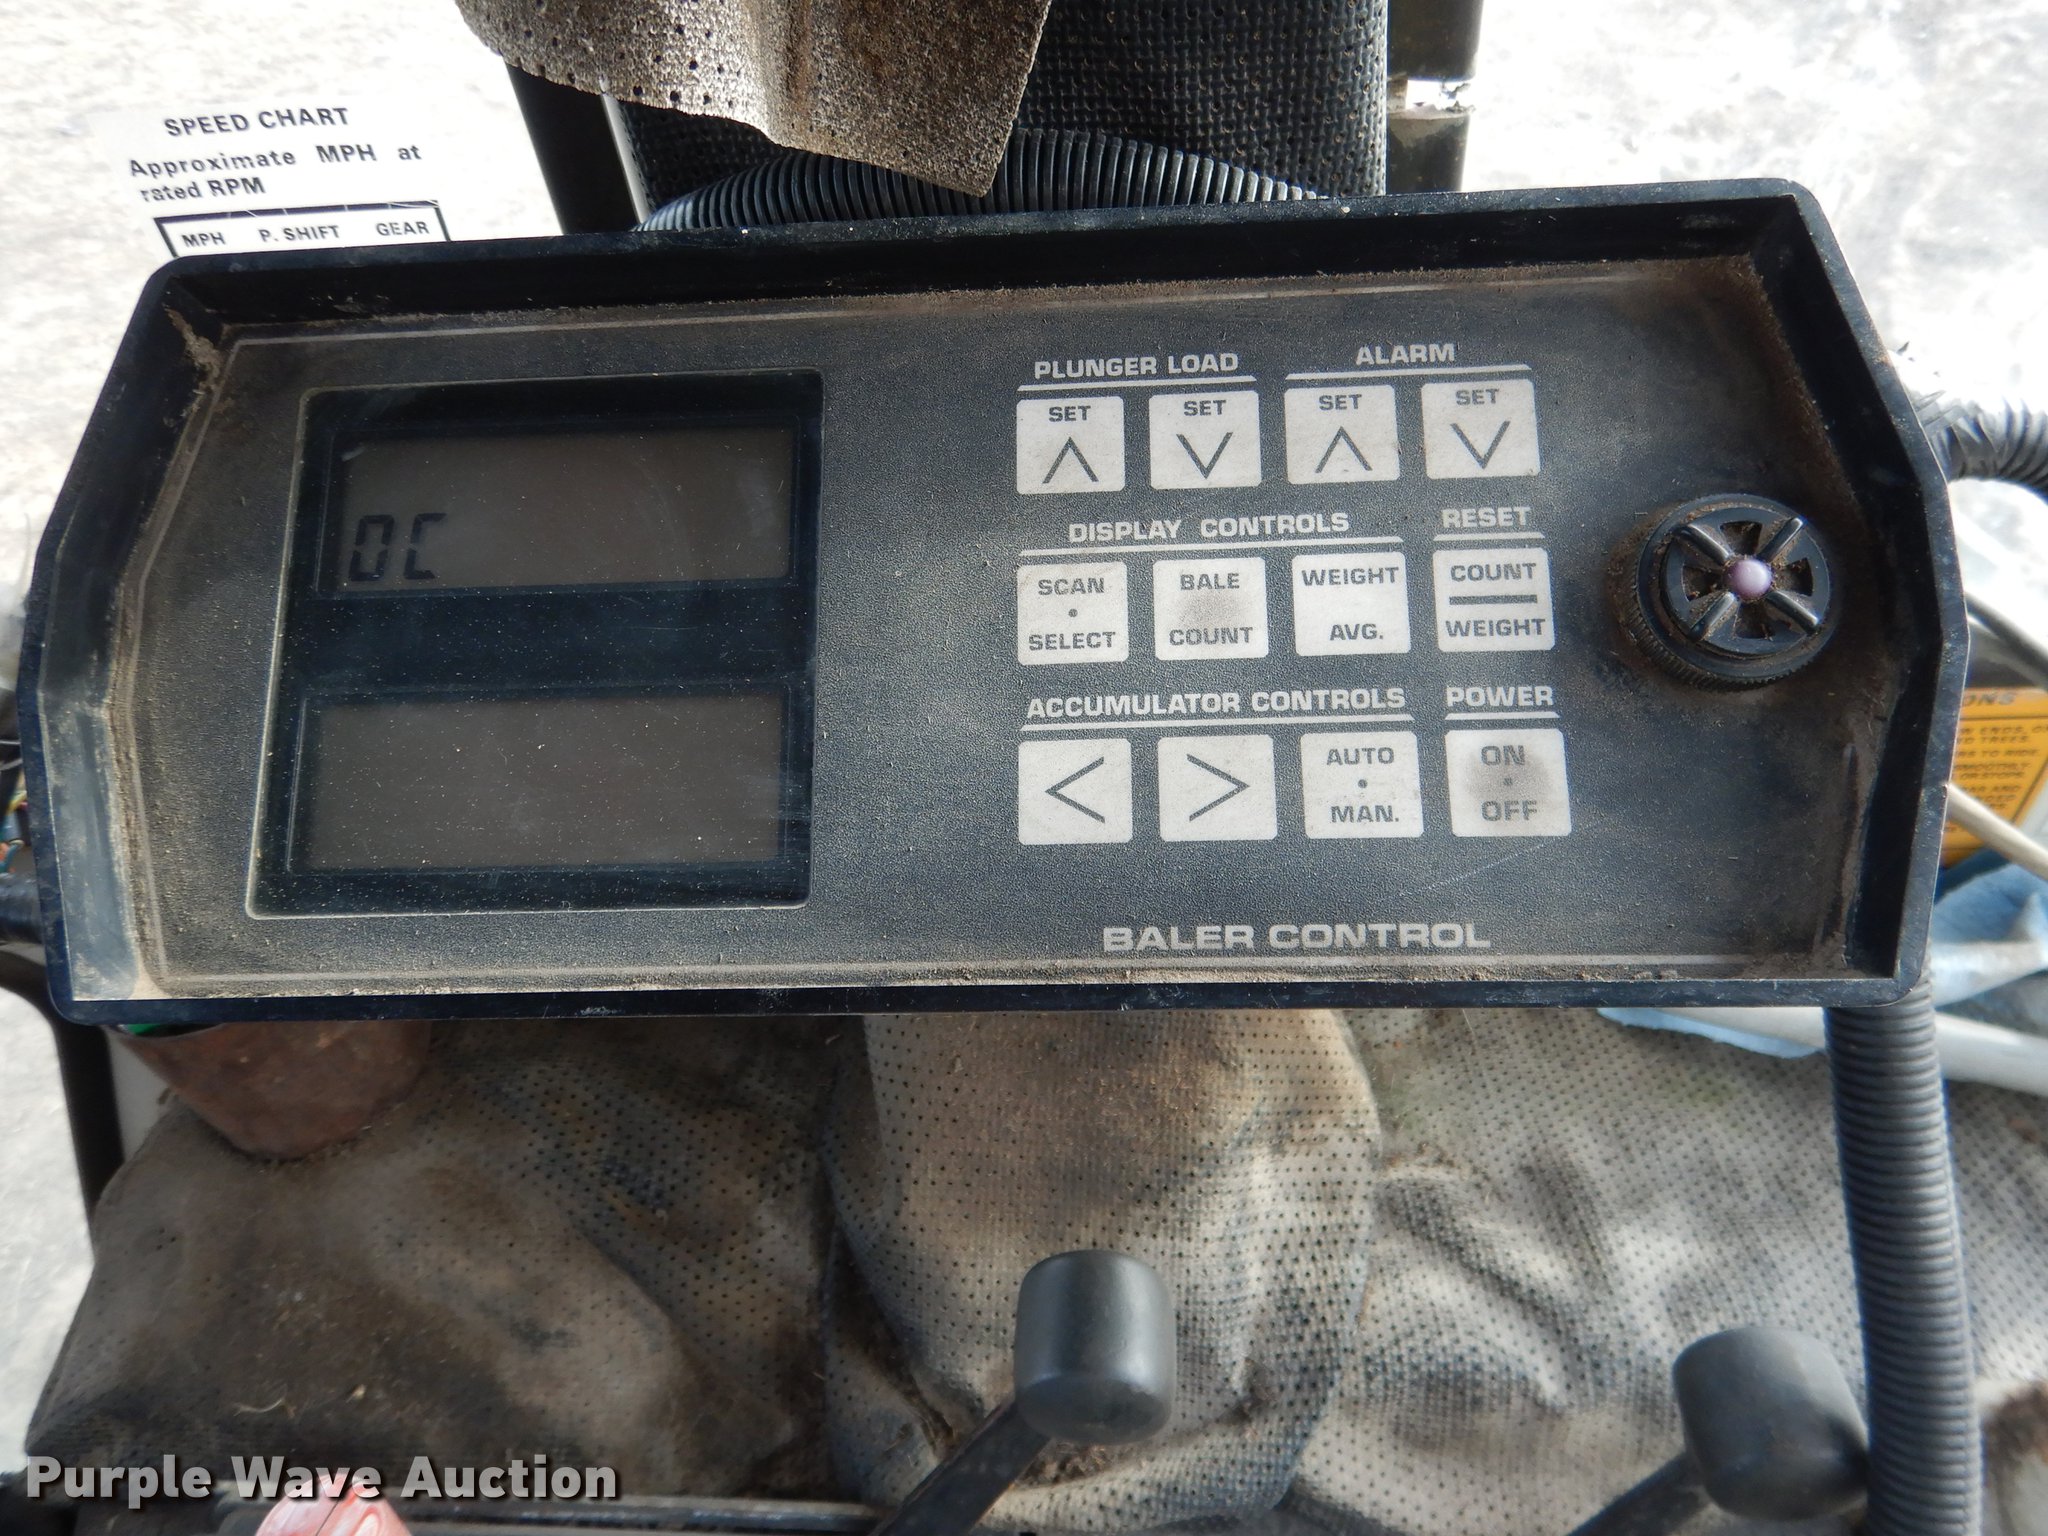 SPEED CHART
Approximate MPH at
rated RPM
MPH P. SHIFT GEAR
0C
PLUNGER LOAD ALARM
SET SET SET SET
DISPLAY CONTROLS RESET
SCAN BALE WEIGHT COUNT
SELECT COUNT AVG. WEIGHT
ACCUMULATOR CONTROLS POWER
< > AUTO ON
MAN. OFF
BALER CONTROL
Purple Wave Auction